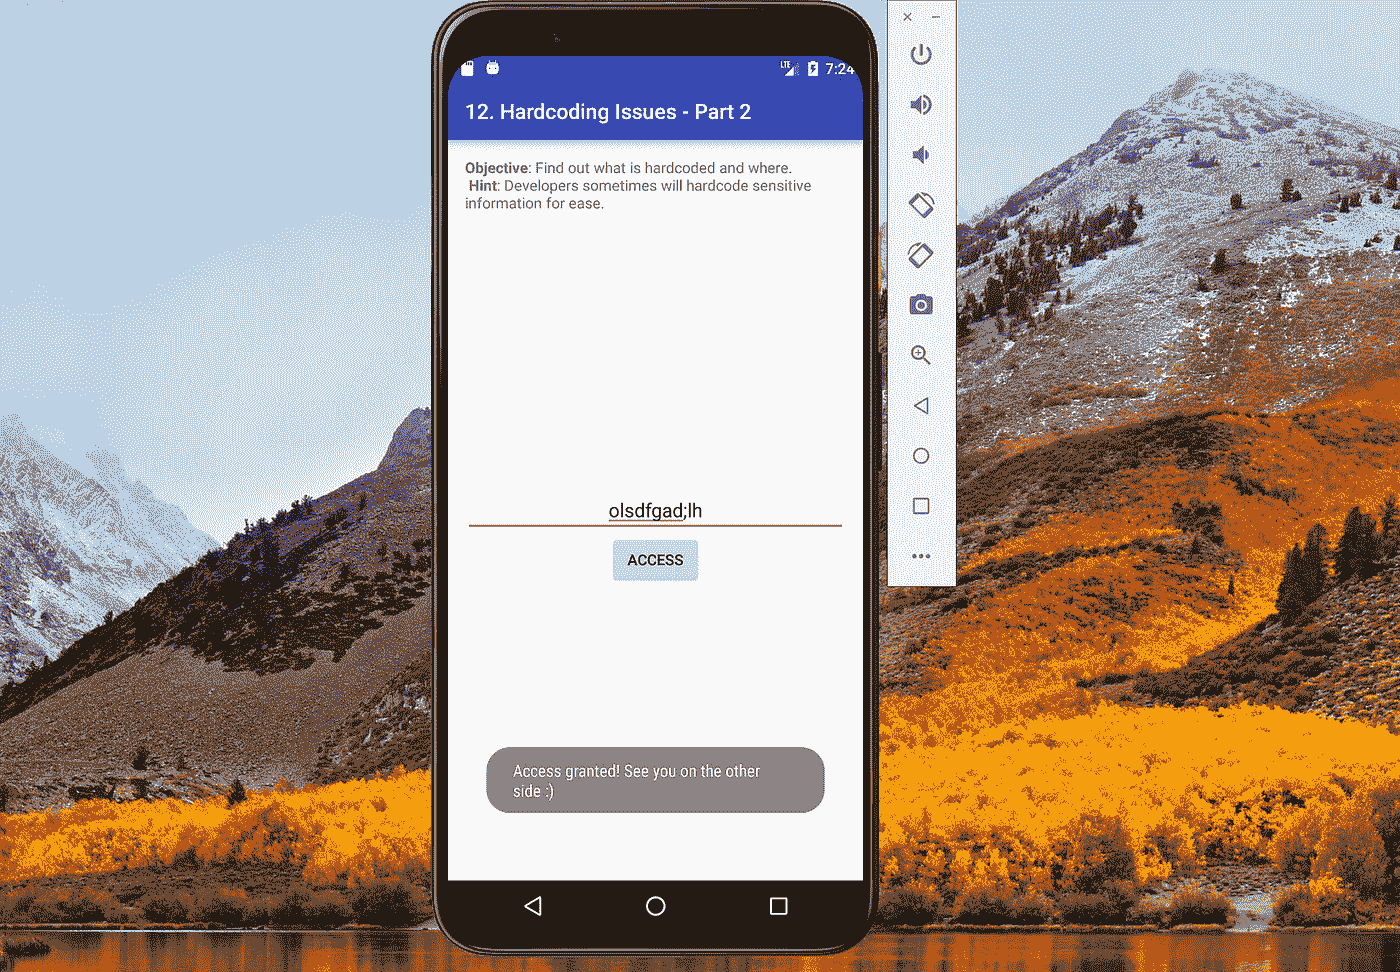 LTE 7:24
12. Hardcoding Issues - Part 2
Objective: Find out what is hardcoded and where.
Hint: Developers sometimes will hardcode sensitive
information for ease.
olsdfgad;lh
ACCESS
Access granted! See you on the other
side :)